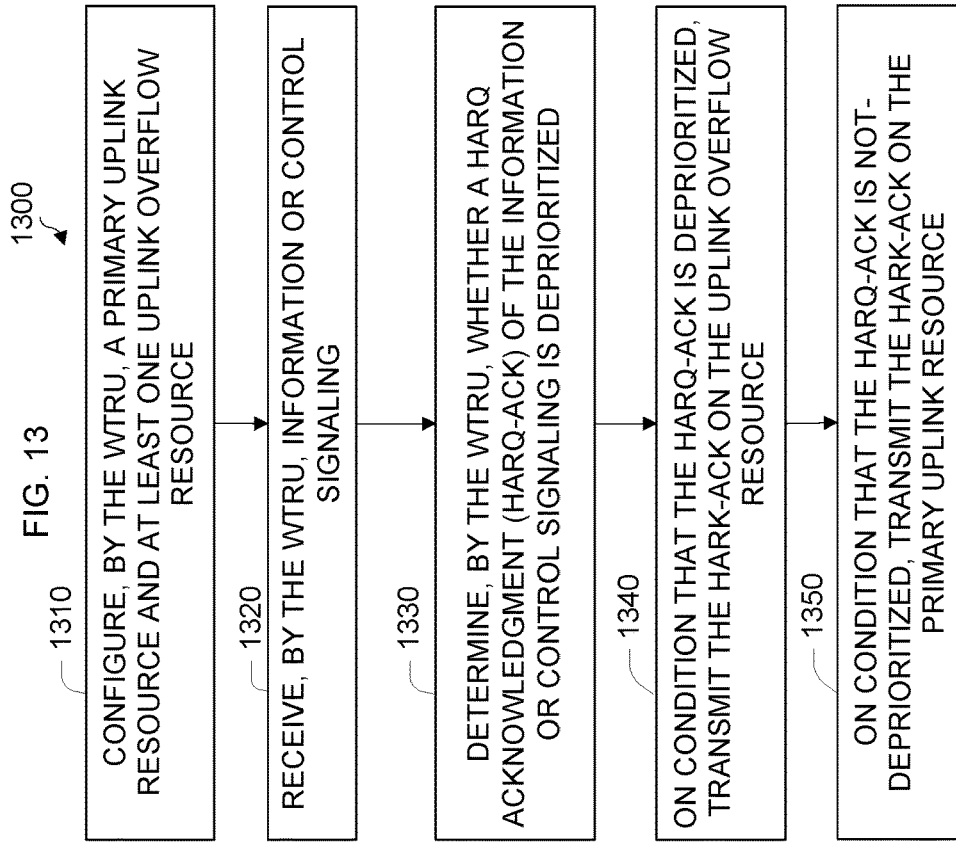 FIG. 13
1300
1310
CONFIGURE, BY THE WTRU, A PRIMARY UPLINK
RESOURCE AND AT LEAST ONE UPLINK OVERFLOW
RESOURCE
1320
RECEIVE, BY THE WTRU, INFORMATION OR CONTROL
SIGNALING
1330
DETERMINE, BY THE WTRU, WHETHER A HARQ
ACKNOWLEDGMENT (HARQ-ACK) OF THE INFORMATION
OR CONTROL SIGNALING IS DEPRIORITIZED
1340
ON CONDITION THAT THE HARQ-ACK IS DEPRIORITIZED,
TRANSMIT THE HARK-ACK ON THE UPLINK OVERFLOW
RESOURCE
1350
ON CONDITION THAT THE HARQ-ACK IS NOT-
DEPRIORITIZED, TRANSMIT THE HARK-ACK ON THE
PRIMARY UPLINK RESOURCE